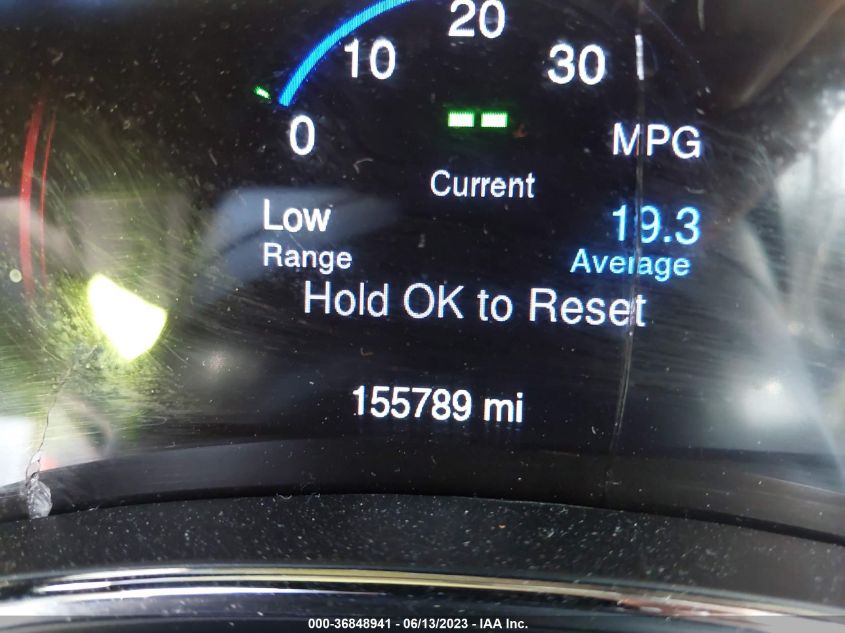 20
10
30
0
MPG
Current
Low
19.3
Range
Average
Hold OK to Reset
155789 mi
000-36848941 - 06/13/2023 - IAA Inc.